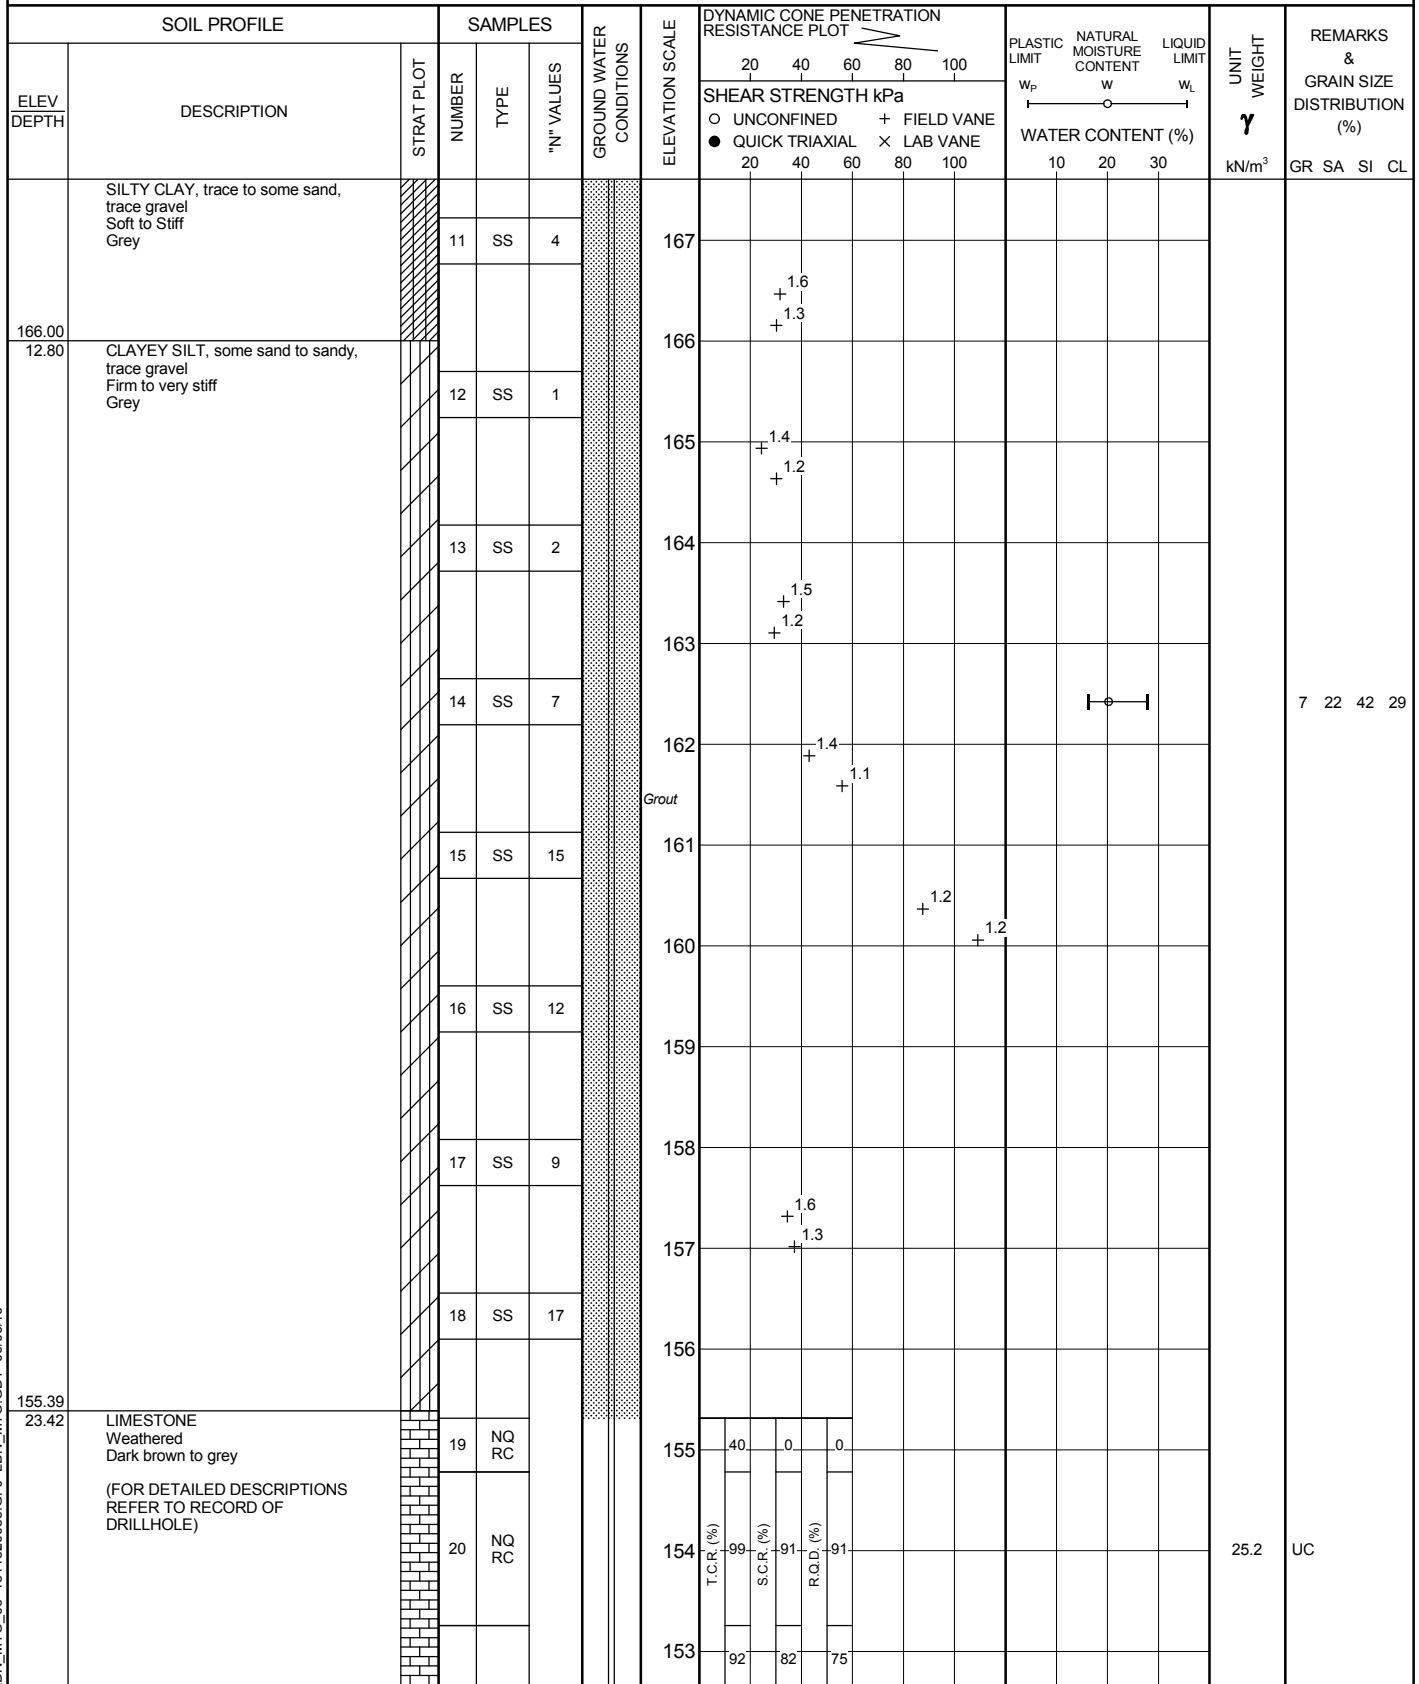 SOIL PROFILE
SAMPLES
GROUND WATER
CONDITIONS
ELEVATION SCALE
DYNAMIC CONE PENETRATION
RESISTANCE PLOT
20 40 60 80 100
SHEAR STRENGTH kPa
○ UNCONFINED + FIELD VANE
● QUICK TRIAXIAL × LAB VANE
20 40 60 80 100
PLASTIC
LIMIT
NATURAL
MOISTURE
CONTENT
LIQUID
LIMIT
wP w wL
WATER CONTENT (%)
10 20 30
UNIT
WEIGHT
γ
kN/m³
REMARKS
&
GRAIN SIZE
DISTRIBUTION
(%)
GR SA SI CL
ELEV
DEPTH
DESCRIPTION
STRAT PLOT
NUMBER
TYPE
"N" VALUES
SILTY CLAY, trace to some sand,
trace gravel
Soft to Stiff
Grey
11 SS 4
167
1.6
1.3
166.00
166
12.80
CLAYEY SILT, some sand to sandy,
trace gravel
Firm to very stiff
Grey
12 SS 1
165
1.4
1.2
13 SS 2
164
1.5
1.2
163
14 SS 7
7 22 42 29
162
1.4
1.1
Grout
15 SS 15
161
1.2
1.2
160
16 SS 12
159
158
17 SS 9
1.6
1.3
157
18 SS 17
156
155.39
23.42
LIMESTONE
Weathered
Dark brown to grey
(FOR DETAILED DESCRIPTIONS
REFER TO RECORD OF
DRILLHOLE)
19 NQ
RC
155
40 0 0
20 NQ
RC
154
T.C.R. (%)
99
S.C.R. (%)
91
R.Q.D. (%)
91
25.2
UC
153
92 82 75